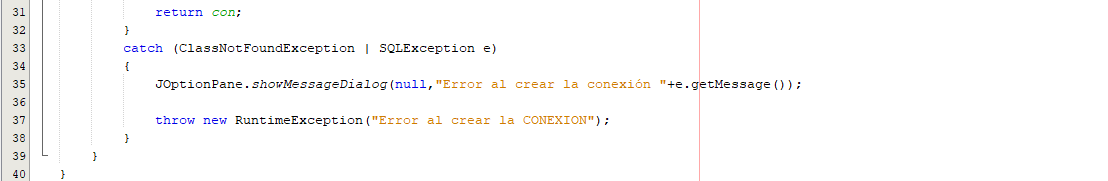 31 return con;
32 }
33 catch (ClassNotFoundException | SQLException e)
34 {
35 JOptionPane.showMessageDialog(null,"Error al crear la conexión "+e.getMessage());
36
37 throw new RuntimeException("Error al crear la CONEXION");
38 }
39 }
40 }